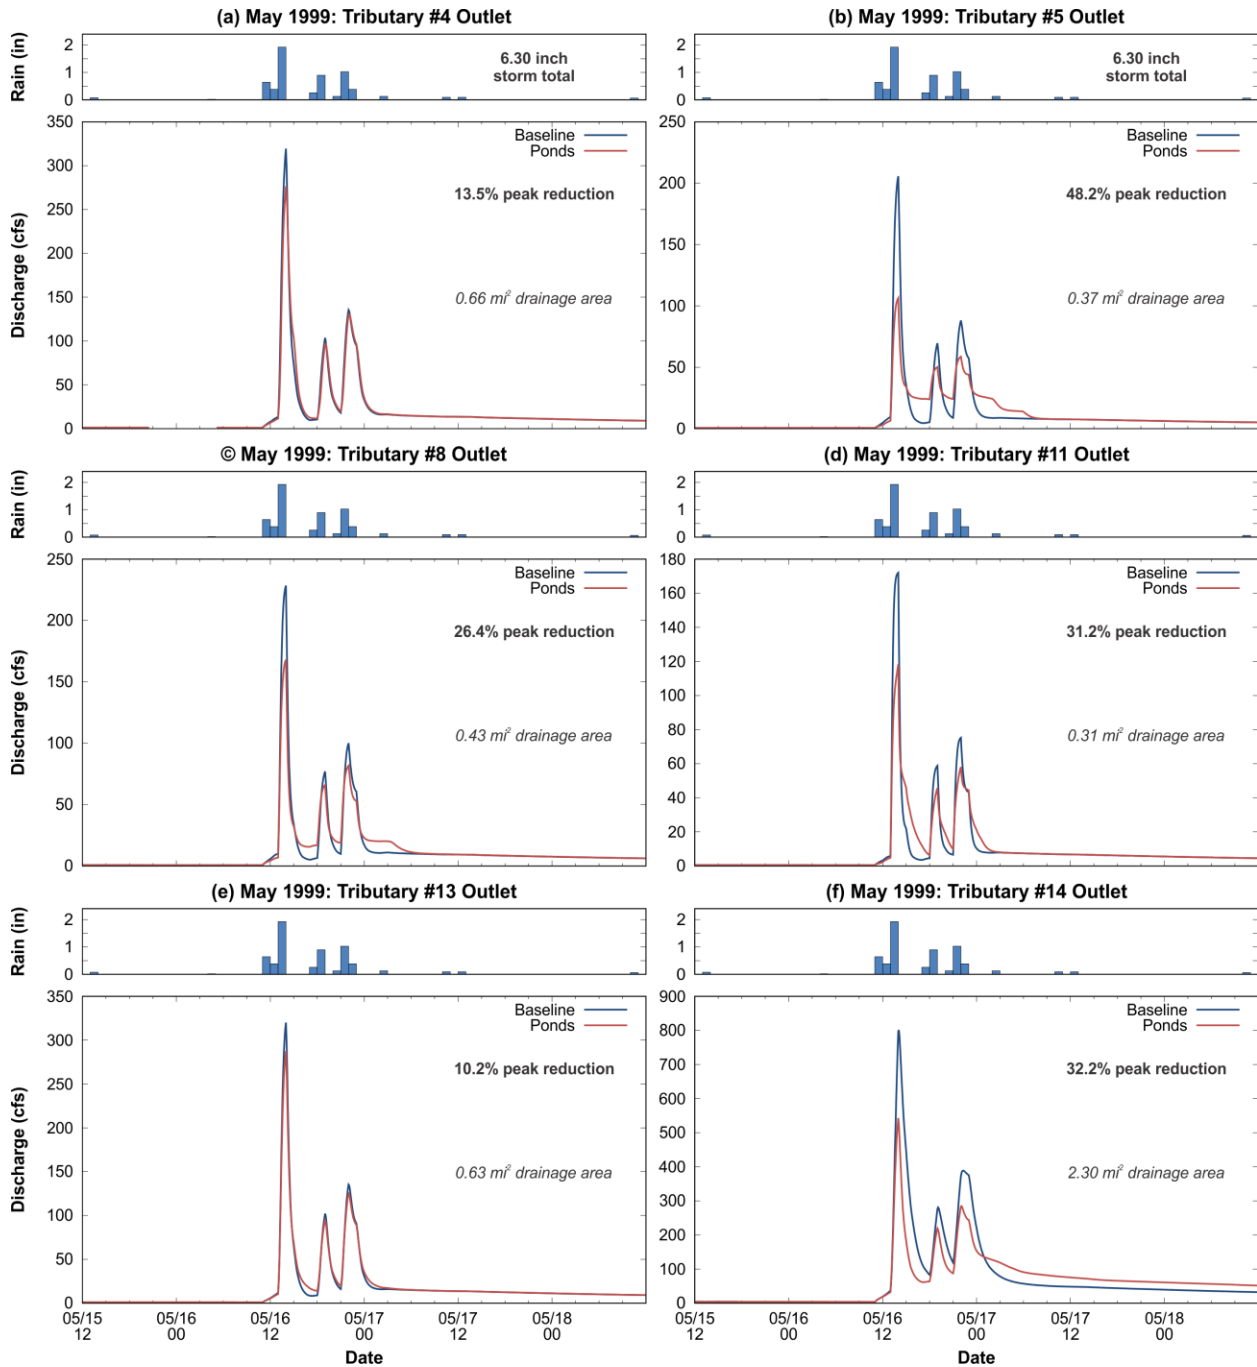 (a) May 1999: Tributary #4 Outlet
Rain (in)
2
1
0
6.30 inch
storm total
Discharge (cfs)
350
300
250
200
150
100
50
0
Baseline
Ponds
13.5% peak reduction
0.66 mi² drainage area
(b) May 1999: Tributary #5 Outlet
2
1
0
6.30 inch
storm total
250
200
150
100
50
0
Baseline
Ponds
48.2% peak reduction
0.37 mi² drainage area
© May 1999: Tributary #8 Outlet
Rain (in)
2
1
0
Discharge (cfs)
250
200
150
100
50
0
Baseline
Ponds
26.4% peak reduction
0.43 mi² drainage area
(d) May 1999: Tributary #11 Outlet
2
1
0
180
160
140
120
100
80
60
40
20
0
Baseline
Ponds
31.2% peak reduction
0.31 mi² drainage area
(e) May 1999: Tributary #13 Outlet
Rain (in)
2
1
0
Discharge (cfs)
350
300
250
200
150
100
50
0
Baseline
Ponds
10.2% peak reduction
0.63 mi² drainage area
05/15 05/16 05/16 05/17 05/17 05/18
12 00 12 00 12 00
Date
(f) May 1999: Tributary #14 Outlet
2
1
0
900
800
700
600
500
400
300
200
100
0
Baseline
Ponds
32.2% peak reduction
2.30 mi² drainage area
05/15 05/16 05/16 05/17 05/17 05/18
12 00 12 00 12 00
Date